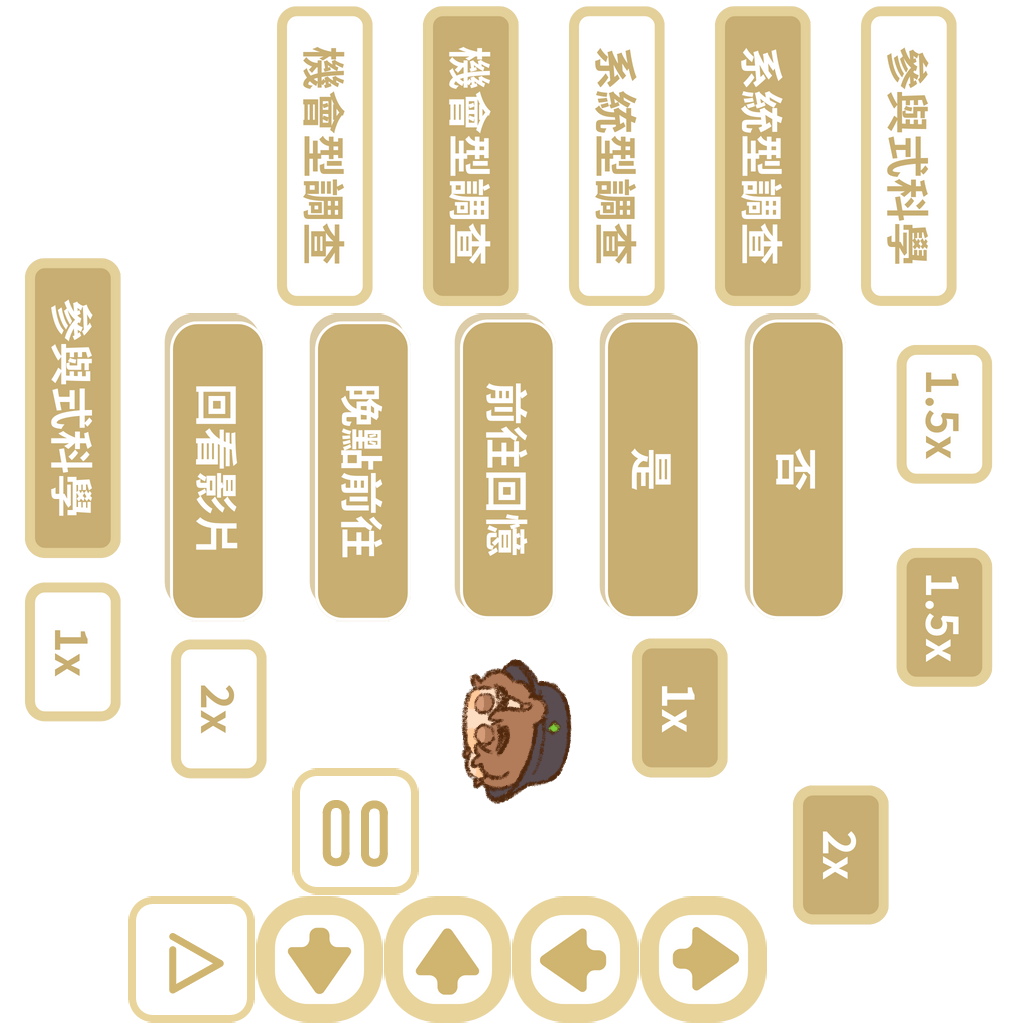 機會型調查
機會型調查
系統型調查
系統型調查
參與式科學
參與式科學
回看影片
晚點前往
前往回憶
是
否
1.5x
1.5x
1x
2x
1x
2x